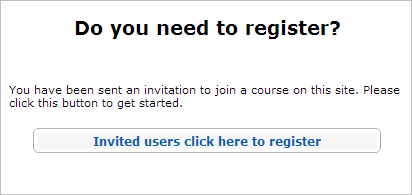 Do you need to register?
You have been sent an invitation to join a course on this site. Please
click this button to get started.
Invited users click here to register